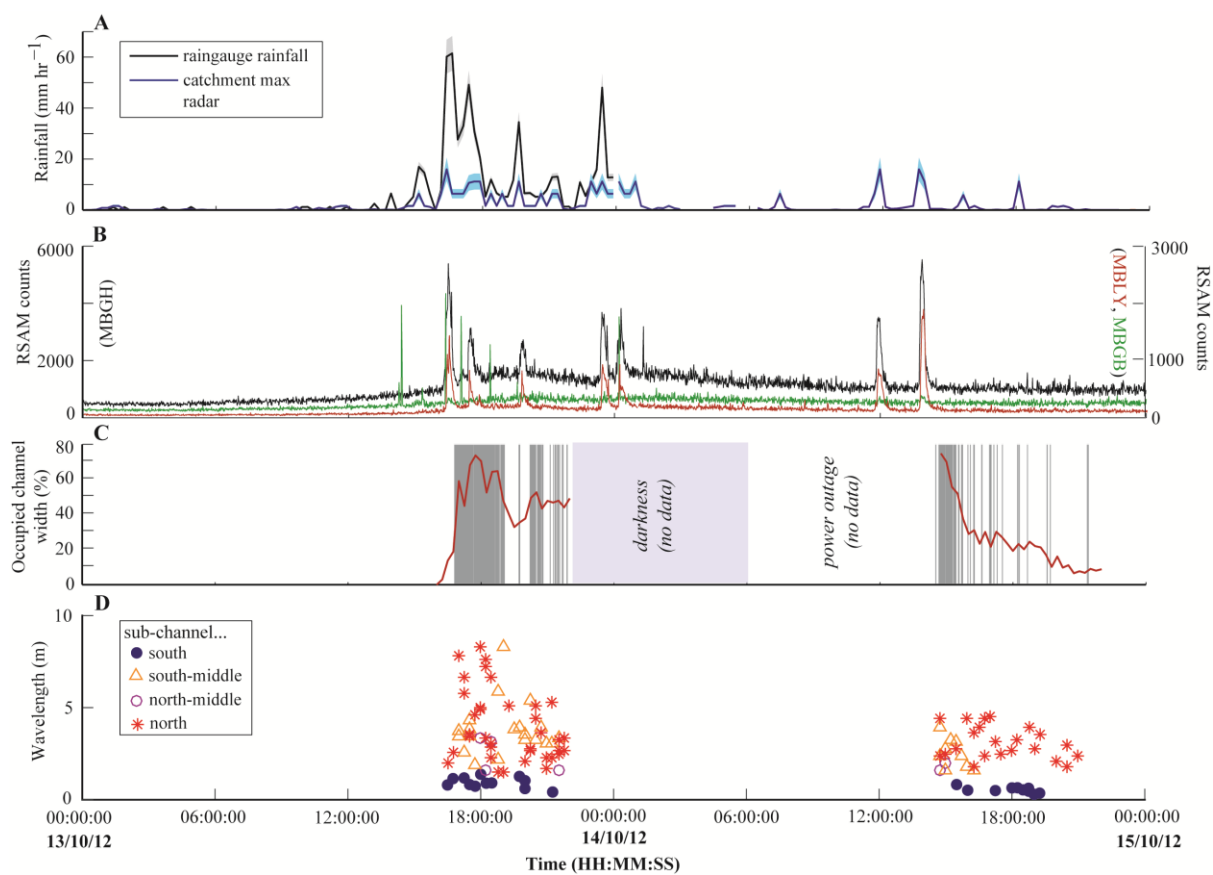 A
Rainfall (mm hr⁻¹)
60
40
20
0
raingauge rainfall
catchment max
radar
B
RSAM counts
(MBGH)
6000
2000
0
3000
1000
0
(MBLY, MBGB)
RSAM counts
C
Occupied channel
width (%)
80
60
40
20
0
darkness
(no data)
power outage
(no data)
D
Wavelength (m)
10
5
0
sub-channel...
south
south-middle
north-middle
north
00:00:00 06:00:00 12:00:00 18:00:00 00:00:00 06:00:00 12:00:00 18:00:00 00:00:00
13/10/12 14/10/12 15/10/12
Time (HH:MM:SS)